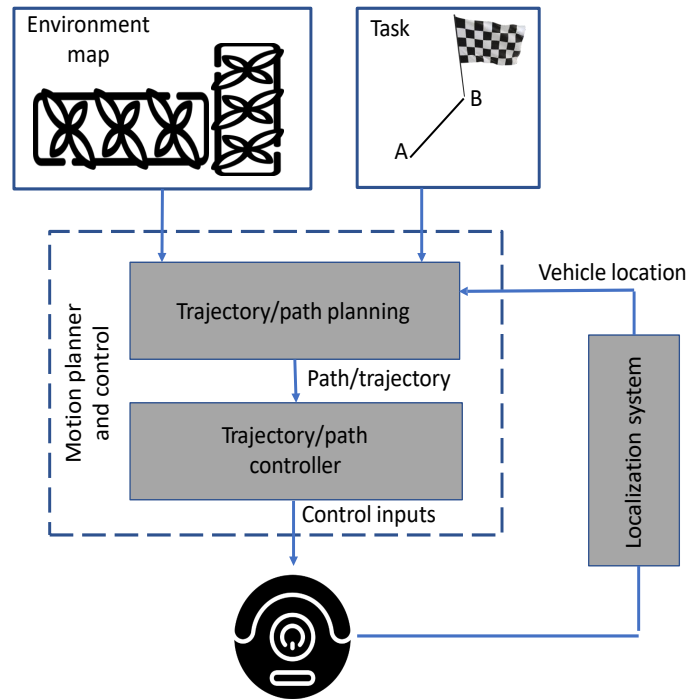 Environment
map
Task
B
A
Vehicle location
Motion planner
and control
Trajectory/path planning
Path/trajectory
Trajectory/path
controller
Control inputs
Localization system